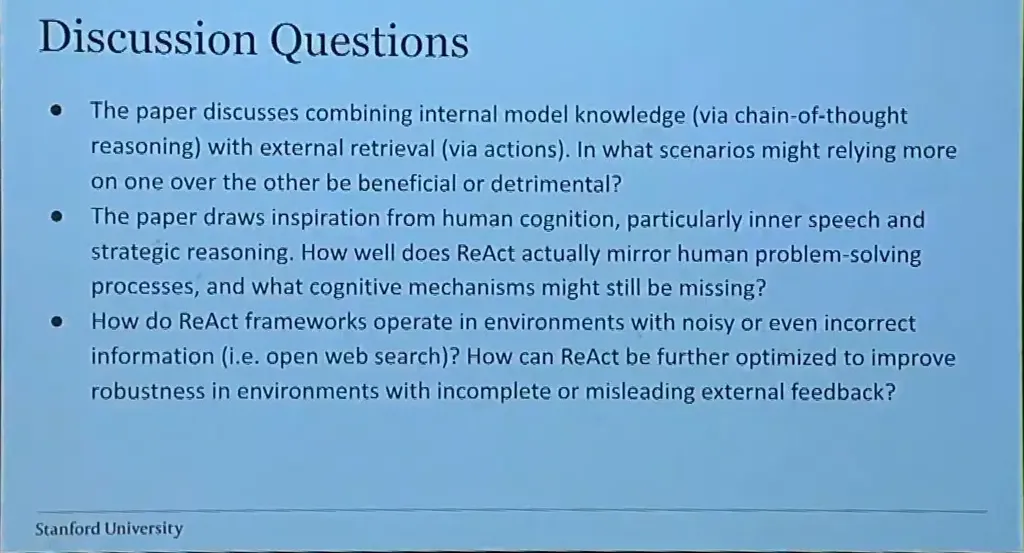 Discussion Questions
● The paper discusses combining internal model knowledge (via chain-of-thought
reasoning) with external retrieval (via actions). In what scenarios might relying more
on one over the other be beneficial or detrimental?
● The paper draws inspiration from human cognition, particularly inner speech and
strategic reasoning. How well does ReAct actually mirror human problem-solving
processes, and what cognitive mechanisms might still be missing?
● How do ReAct frameworks operate in environments with noisy or even incorrect
information (i.e. open web search)? How can ReAct be further optimized to improve
robustness in environments with incomplete or misleading external feedback?
Stanford University